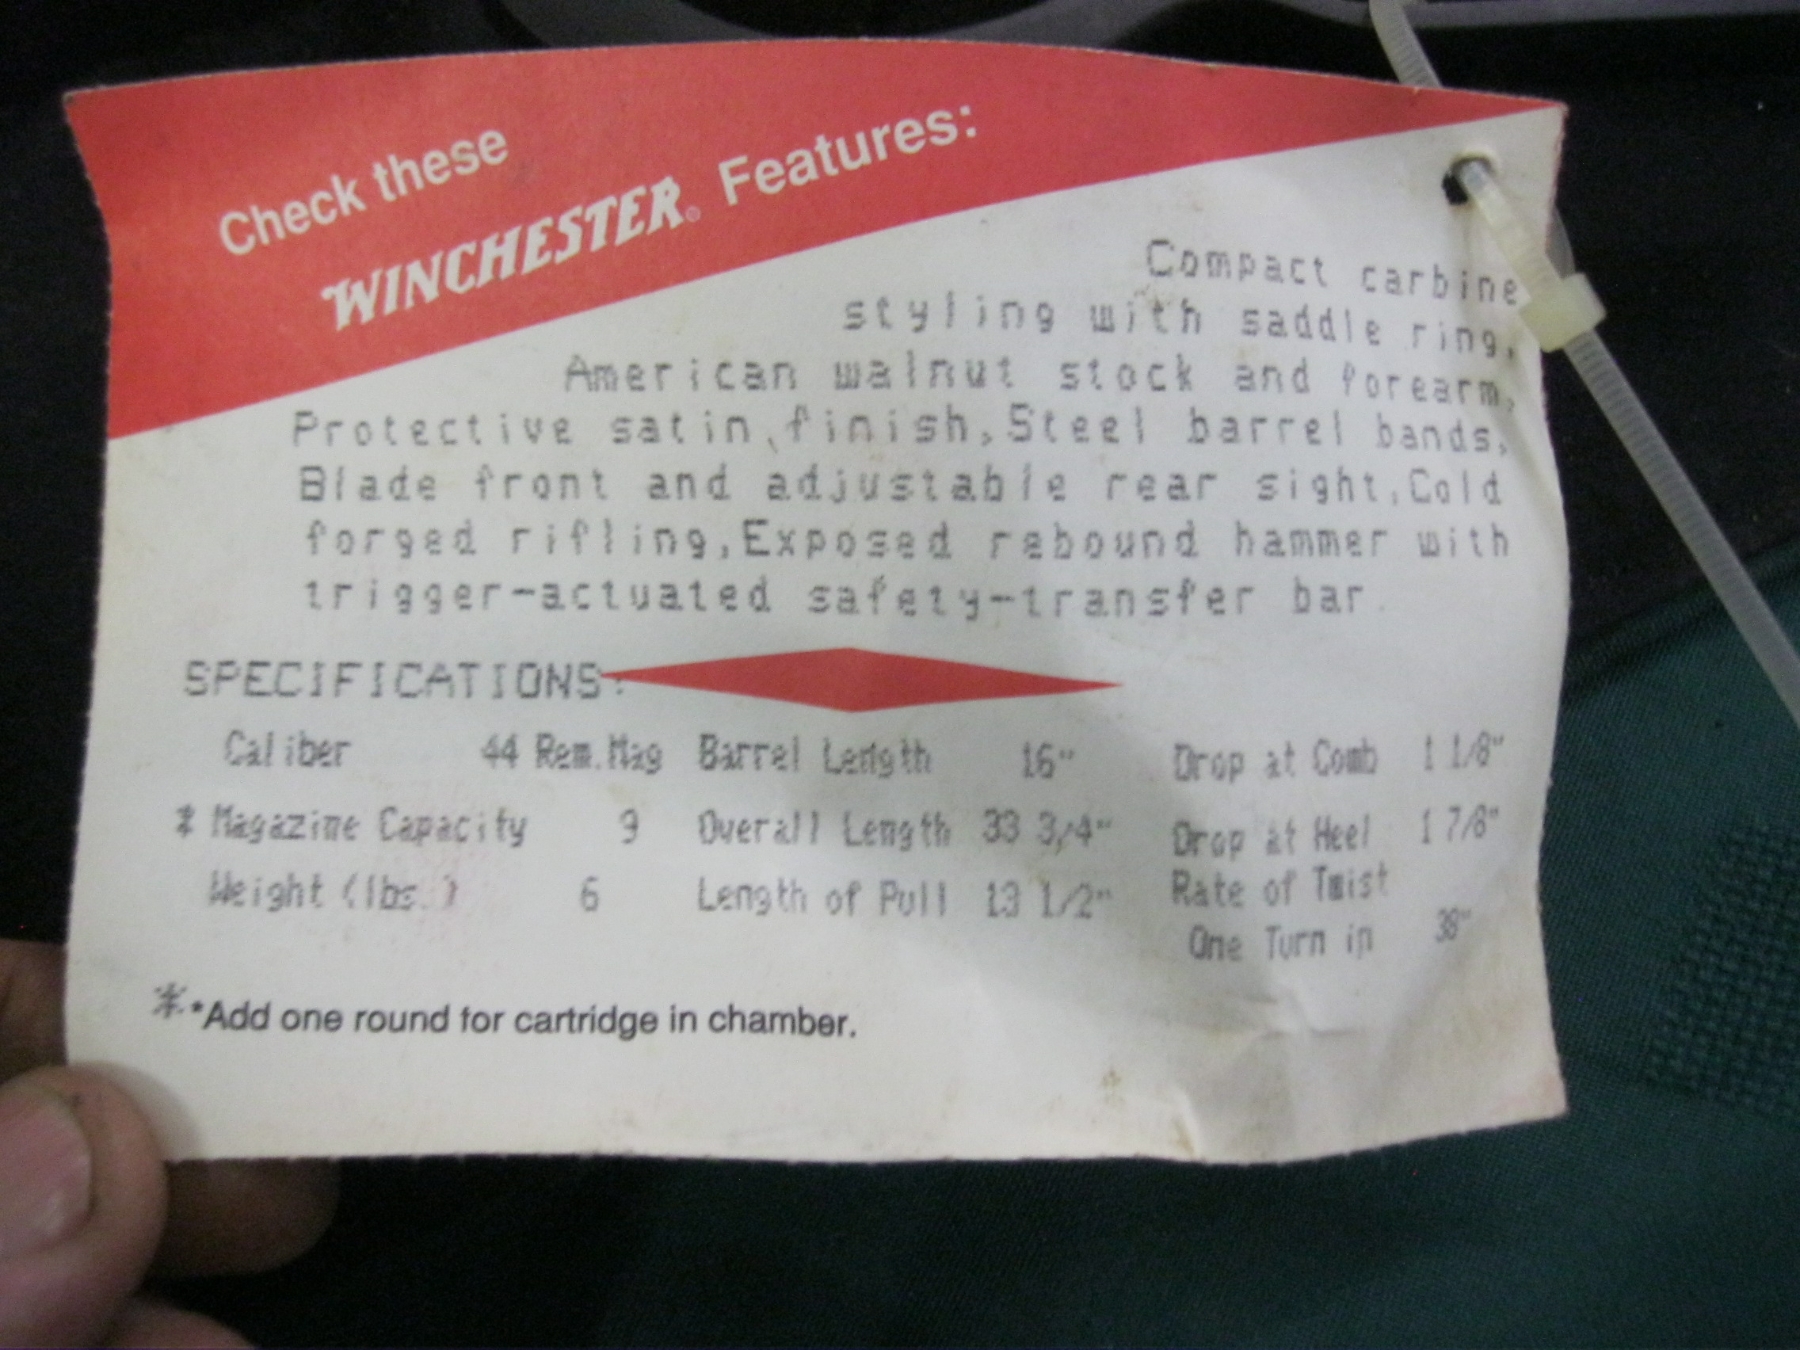 Check these
WINCHESTER® Features:
Compact carbine
styling with saddle ring,
American walnut stock and forearm,
Protective satin finish,Steel barrel bands,
Blade front and adjustable rear sight,Cold
forged rifling,Exposed rebound hammer with
trigger-actuated safety-transfer bar.
SPECIFICATIONS:
Caliber 44 Rem.Mag Barrel Length 16" Drop at Comb 1 1/8"
* Magazine Capacity 9 Overall Length 33 3/4" Drop at Heel 1 7/8"
Weight (lbs.) 6 Length of Pull 13 1/2" Rate of Twist
One Turn in 38"
* *Add one round for cartridge in chamber.